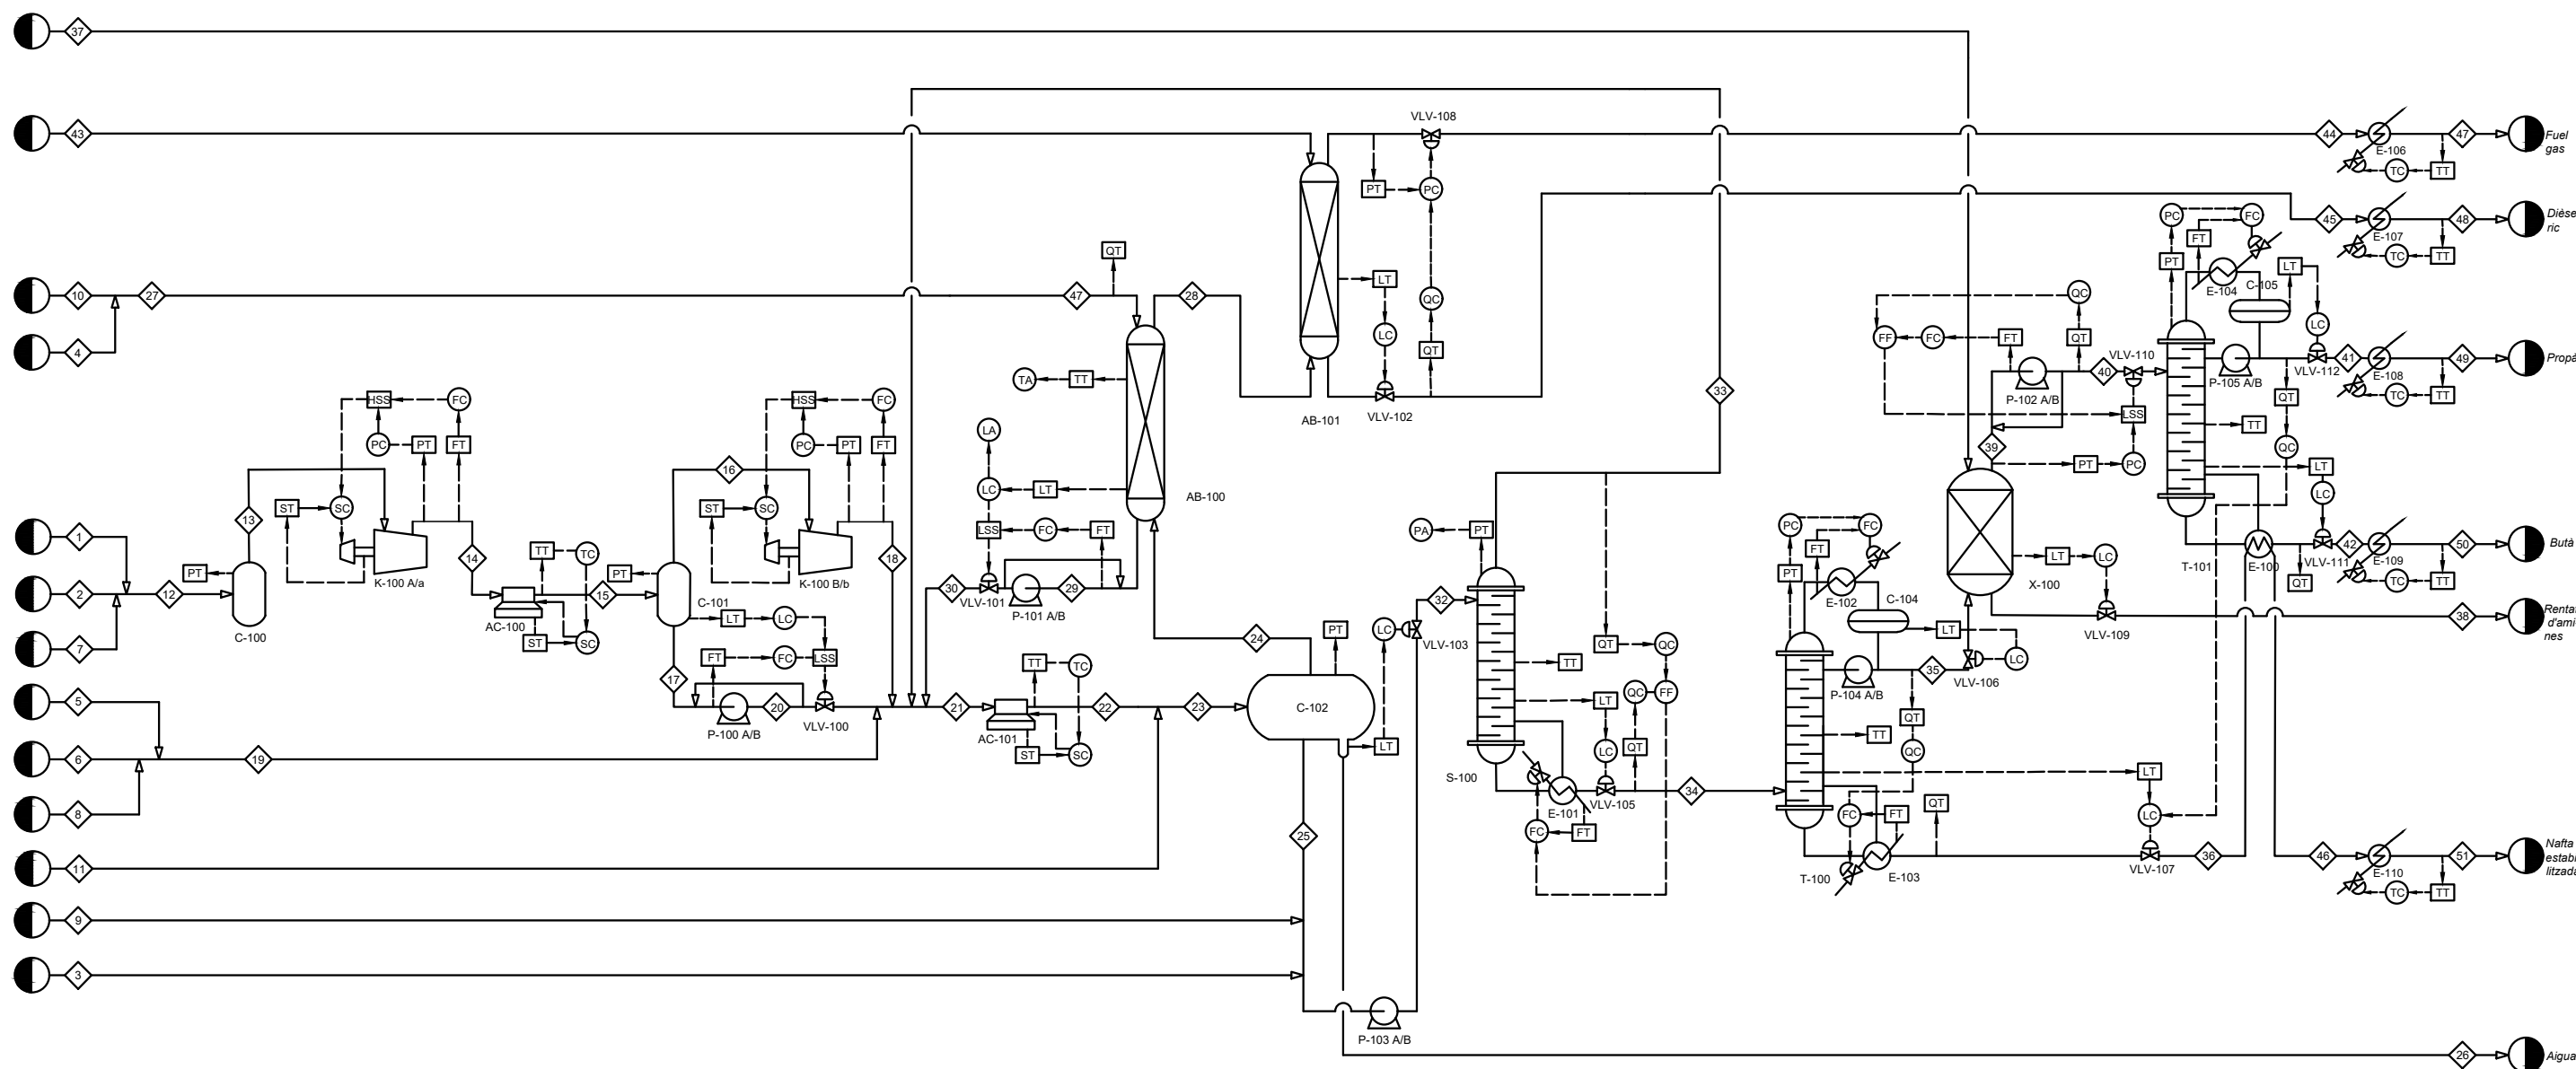 37
VLV-108
43
44
47
Fuel
gas
E-106
PT
PC
TC
TT
45
48
Dièse
ric
E-107
TC
TT
PC
FC
FT
PT
LT
E-104
C-105
LC
QT
10
27
47
28
LT
QC
LC
QT
4
AB-101
VLV-102
TA
TT
QC
FF
FC
FT
QT
VLV-110
P-102 A/B
40
LSS
39
PT
PC
P-105 A/B
VLV-112
41
49
Propà
E-108
TC
TT
QT
TT
QC
LT
LC
33
HSS
FC
PC
PT
FT
HSS
FC
PC
PT
FT
LA
LC
LT
AB-100
LSS
FC
FT
13
ST
SC
K-100 A/a
14
16
ST
SC
K-100 B/b
18
1
2
12
PT
C-100
7
TT
TC
15
AC-100
ST
SC
PT
C-101
LT
LC
FT
FC
LSS
17
20
P-100 A/B
VLV-100
30
VLV-101
29
P-101 A/B
24
PA
PT
PC
FC
FT
PT
E-102
C-104
LT
LC
LT
LC
X-100
VLV-109
T-101
E-100
VLV-111
QT
42
50
Butà
E-109
TC
TT
38
Renta
d'ami
nes
5
6
19
8
21
TT
TC
22
23
AC-101
ST
SC
C-102
PT
LC
LT
VLV-103
32
TT
QT
QC
LT
QC
FF
LC
QT
S-100
E-101
VLV-105
34
FC
FT
P-104 A/B
35
VLV-106
QT
TT
QC
LT
FC
FT
QT
LC
T-100
E-103
VLV-107
36
46
51
Nafta
estabi
litzada
E-110
TC
TT
25
11
9
3
P-103 A/B
26
Aigua